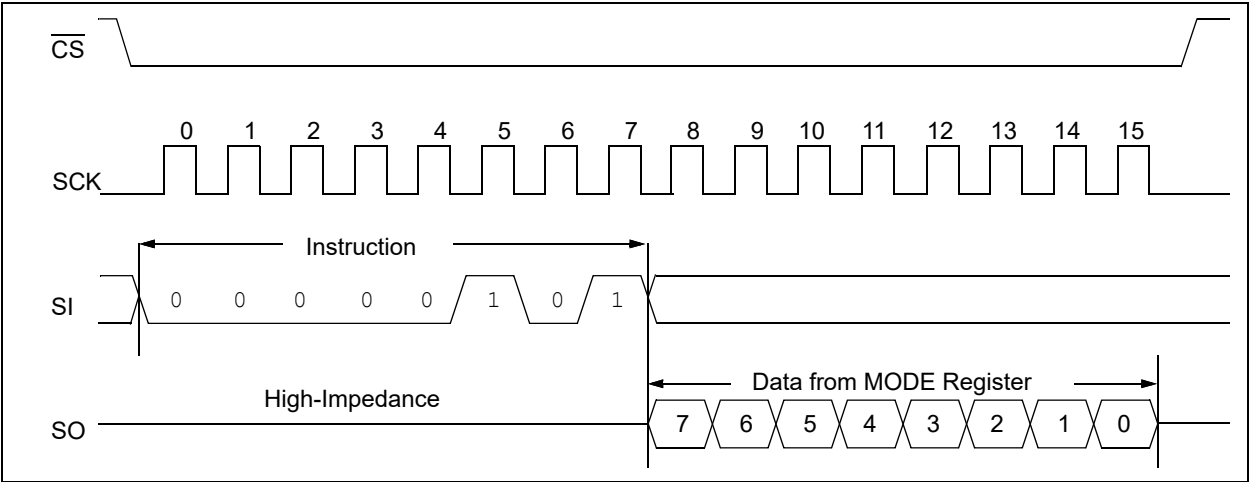 CS
0 1 2 3 4 5 6 7 8 9 10 11 12 13 14 15
SCK
Instruction
SI 0 0 0 0 0 1 0 1
Data from MODE Register
High-Impedance
SO 7 6 5 4 3 2 1 0